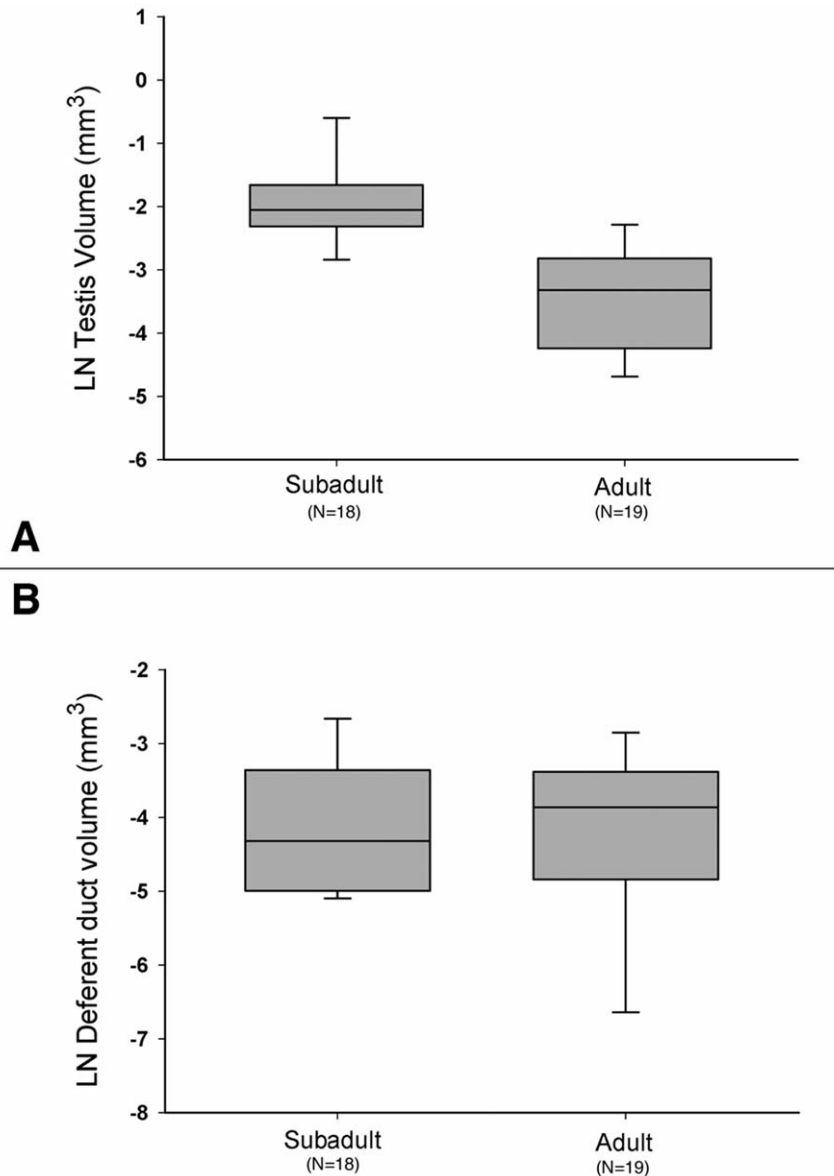 1
0
-1
-2
-3
-4
-5
-6
LN Testis Volume (mm³)
Subadult
(N=18)
Adult
(N=19)
A
B
-2
-3
-4
-5
-6
-7
-8
LN Deferent duct volume (mm³)
Subadult
(N=18)
Adult
(N=19)